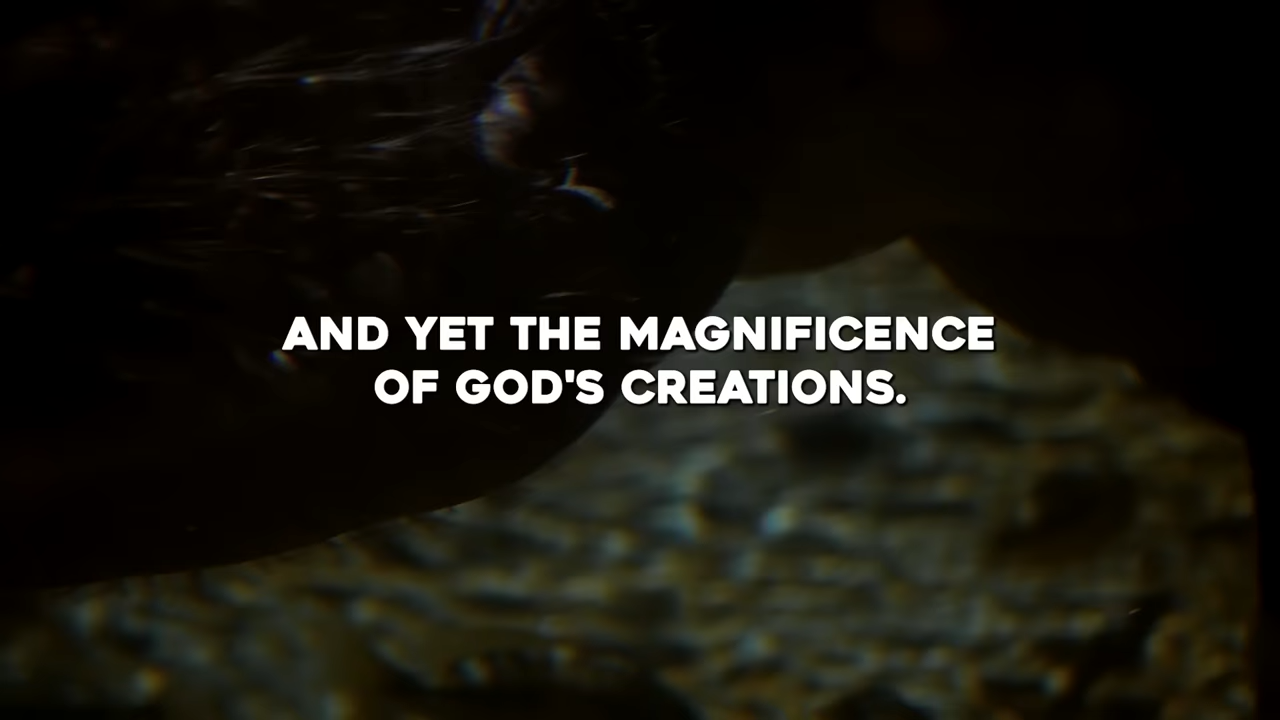 AND YET THE MAGNIFICENCE
OF GOD'S CREATIONS.